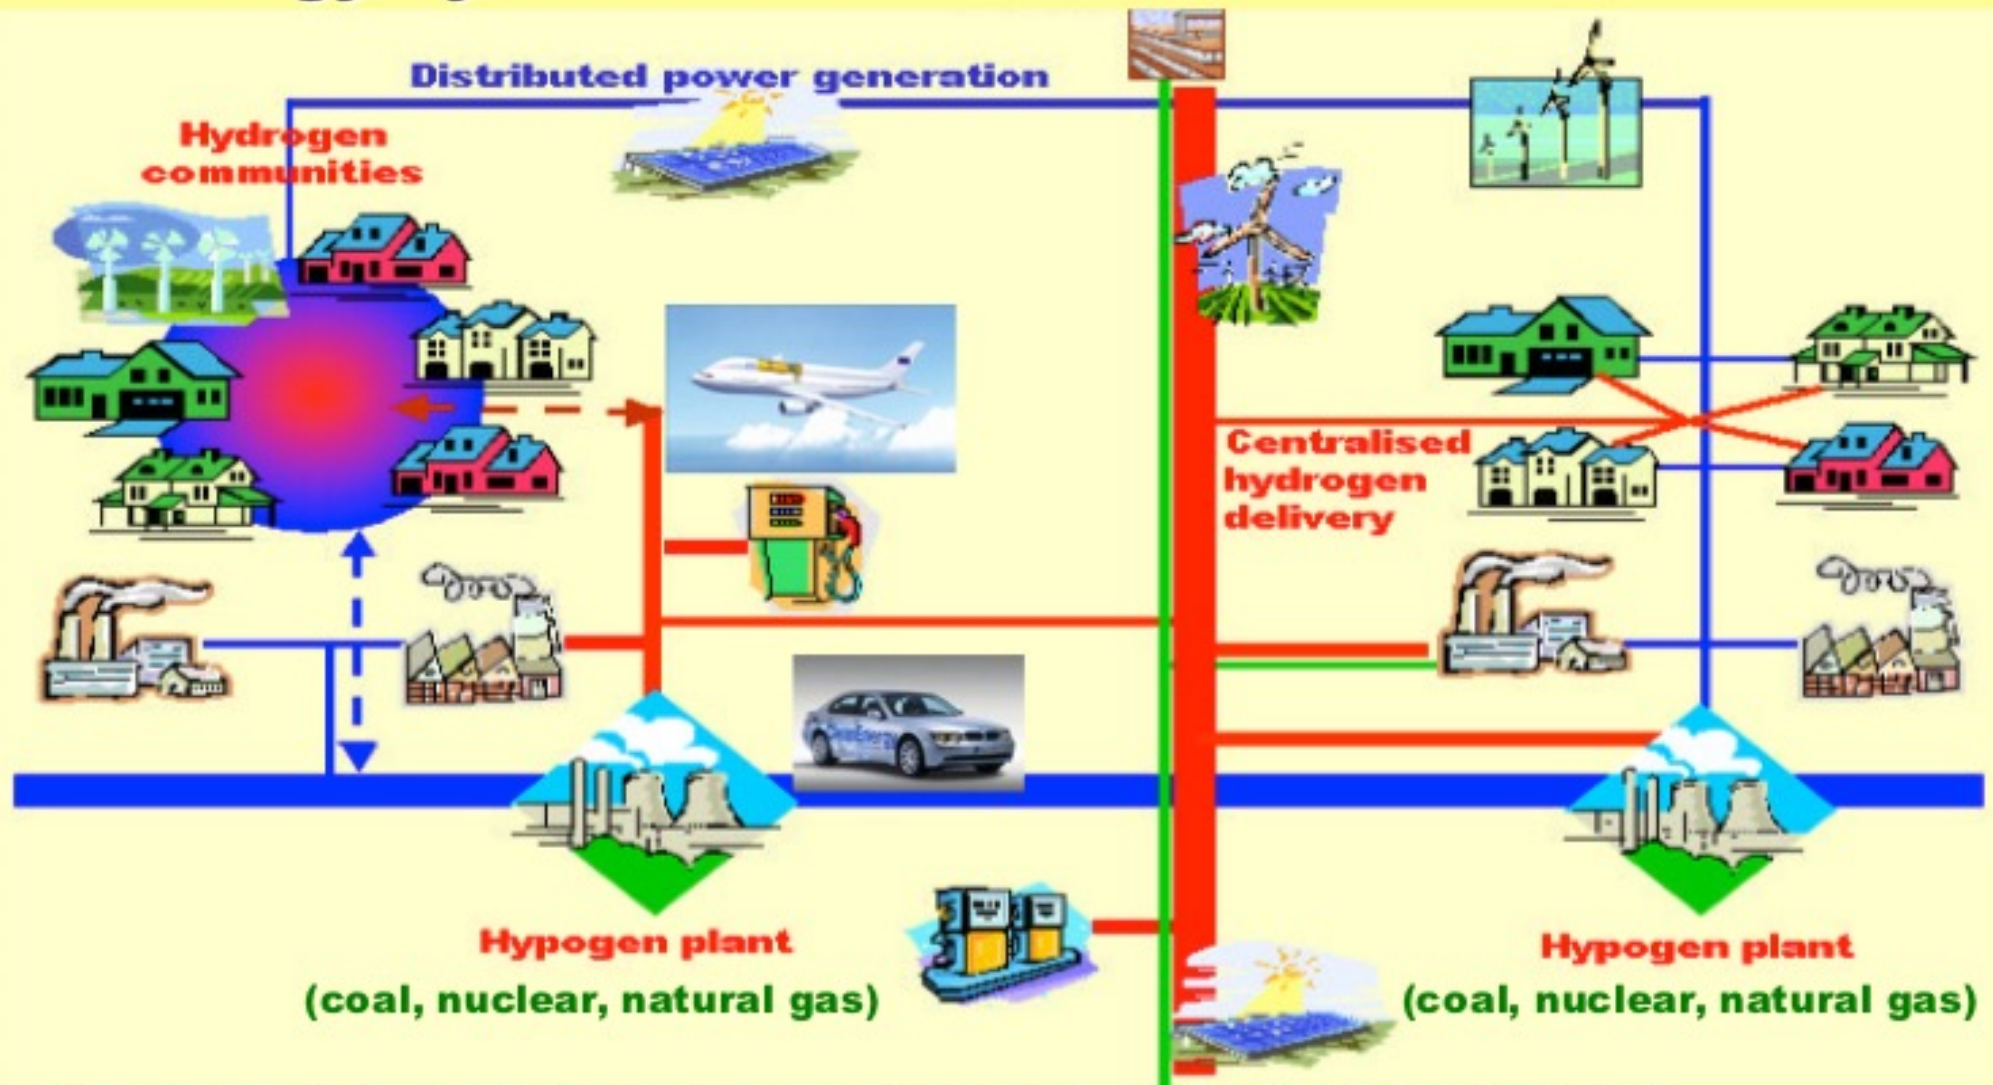 Distributed power generation
Hydrogen
communities
Centralised
hydrogen
delivery
CleanEnergy
Hypogen plant
(coal, nuclear, natural gas)
Hypogen plant
(coal, nuclear, natural gas)